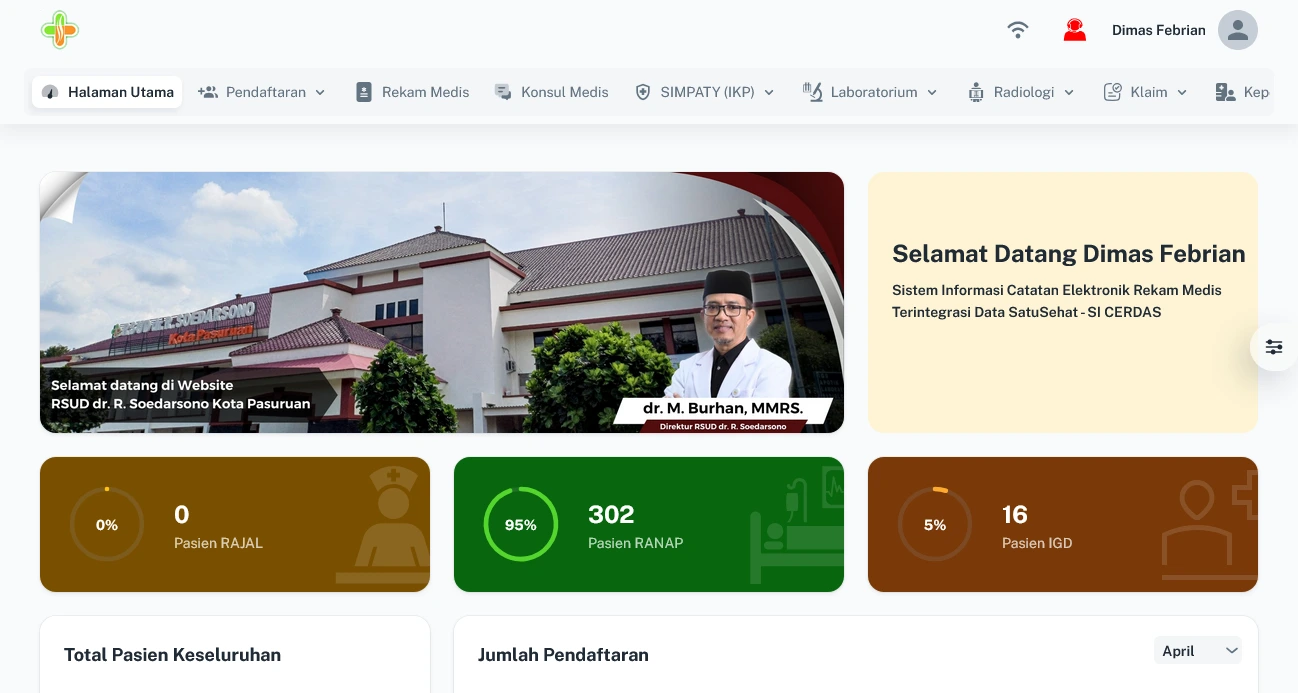 Dimas Febrian
Halaman Utama
Pendaftaran
Rekam Medis
Konsul Medis
SIMPATY (IKP)
Laboratorium
Radiologi
Klaim
Kep
RSUD dr. R. SOEDARSONO
Kota Pasuruan
Selamat datang di Website
RSUD dr. R. Soedarsono Kota Pasuruan
dr. M. Burhan, MMRS.
Direktur RSUD dr. R. Soedarsono
Selamat Datang Dimas Febrian
Sistem Informasi Catatan Elektronik Rekam Medis
Terintegrasi Data SatuSehat - SI CERDAS
0%
0
Pasien RAJAL
95%
302
Pasien RANAP
5%
16
Pasien IGD
Total Pasien Keseluruhan
Jumlah Pendaftaran
April